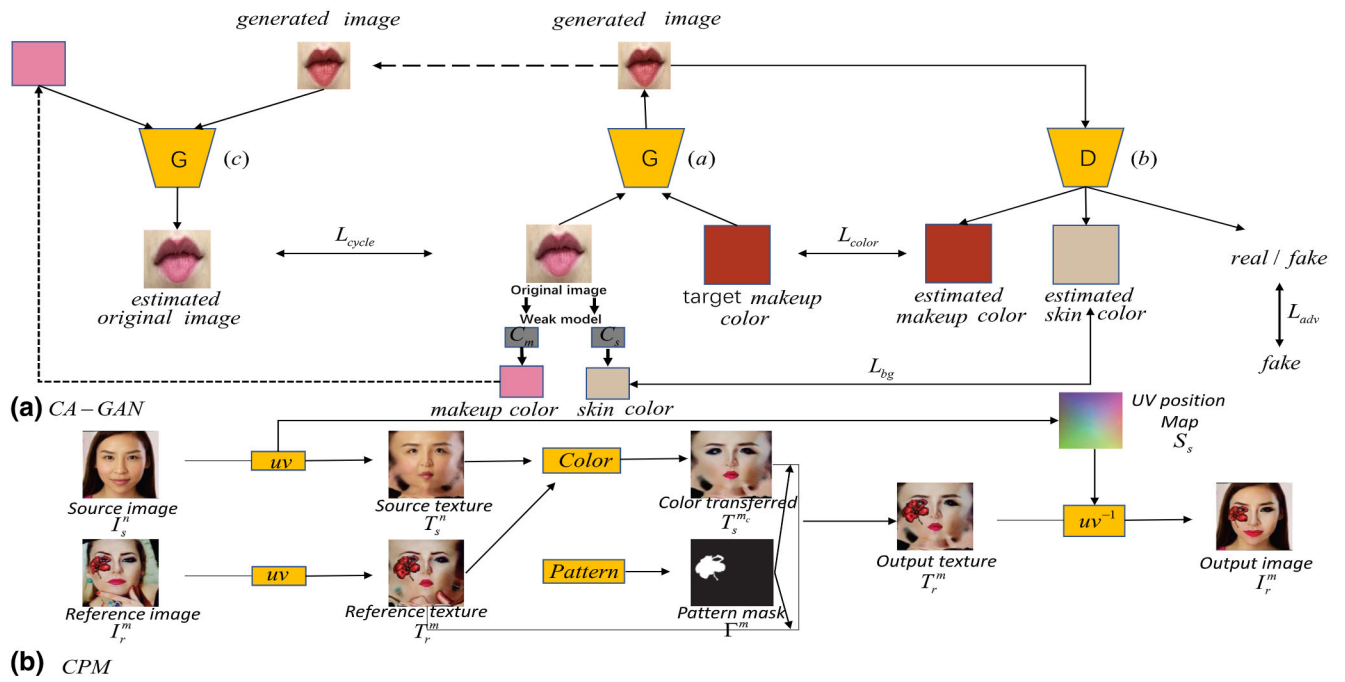 generated image
generated image
G
(c)
G
(a)
D
(b)
L_cycle
L_color
real / fake
estimated
original image
Original image
target makeup
color
estimated
makeup color
estimated
skin color
L_adv
Weak model
C_m
C_s
fake
L_bg
makeup color
skin color
(a) CA-GAN
UV position
Map
S_s
uv
Color
Source image
I_s^n
Source texture
T_s^n
Color transferred
T_s^{m_c}
uv^{-1}
uv
Pattern
Reference image
I_r^m
Reference texture
T_r^m
Pattern mask
Γ^m
Output texture
T_r^m
Output image
I_r^m
(b) CPM